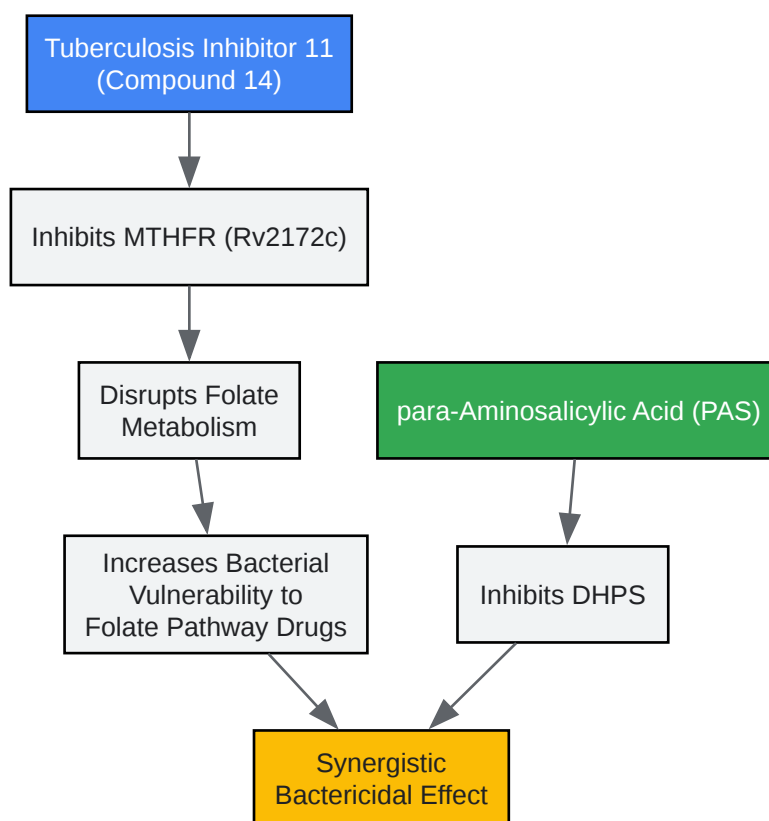 Tuberculosis Inhibitor 11
(Compound 14)
Inhibits MTHFR (Rv2172c)
Disrupts Folate
Metabolism
para-Aminosalicylic Acid (PAS)
Increases Bacterial
Vulnerability to
Folate Pathway Drugs
Inhibits DHPS
Synergistic
Bactericidal Effect